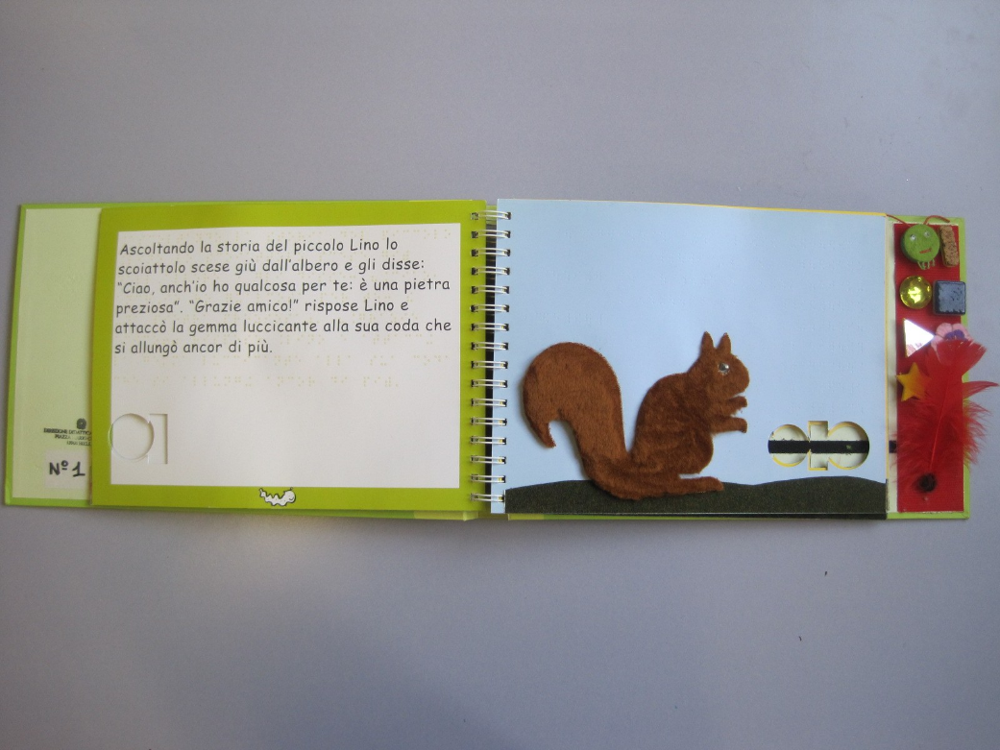 Ascoltando la storia del piccolo Lino lo
scoiattolo scese giù dall'albero e gli disse:
"Ciao, anch'io ho qualcosa per te: è una pietra
preziosa". "Grazie amico!" rispose Lino e
attaccò la gemma luccicante alla sua coda che
si allungò ancor di più.
Nº 1